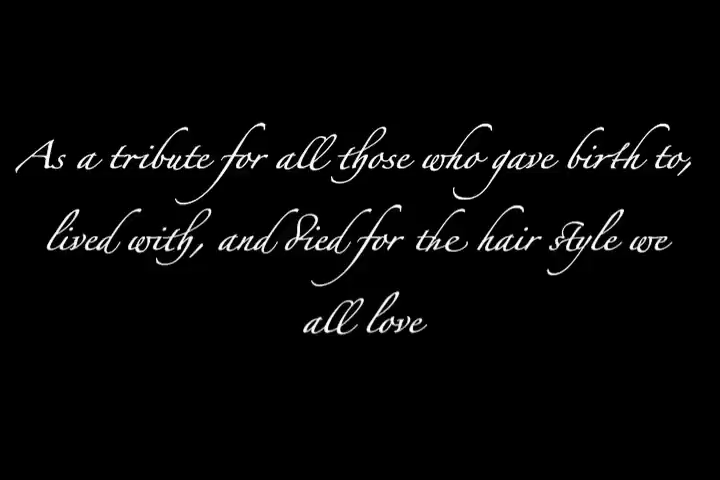 As a tribute for all those who gave birth to,
lived with, and died for the hair style we
all love